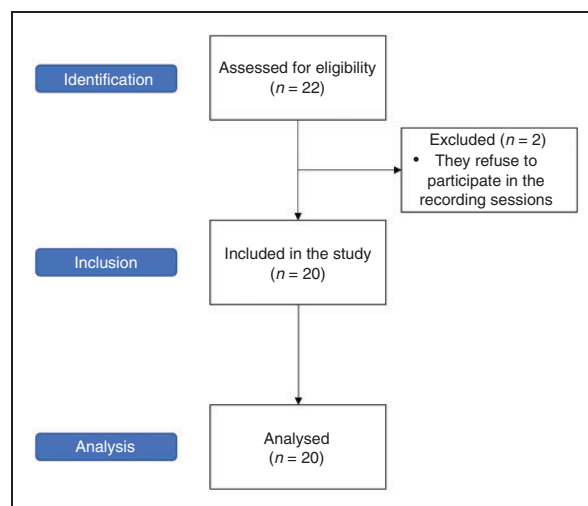 Identification
Assessed for eligibility
(n = 22)
Excluded (n = 2)
• They refuse to
participate in the
recording sessions
Inclusion
Included in the study
(n = 20)
Analysis
Analysed
(n = 20)